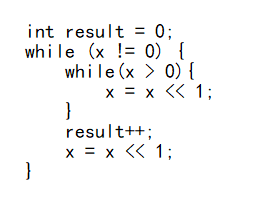 int result = 0;
while (x != 0) {
    while(x > 0){
        x = x << 1;
    }
    result++;
    x = x << 1;
}